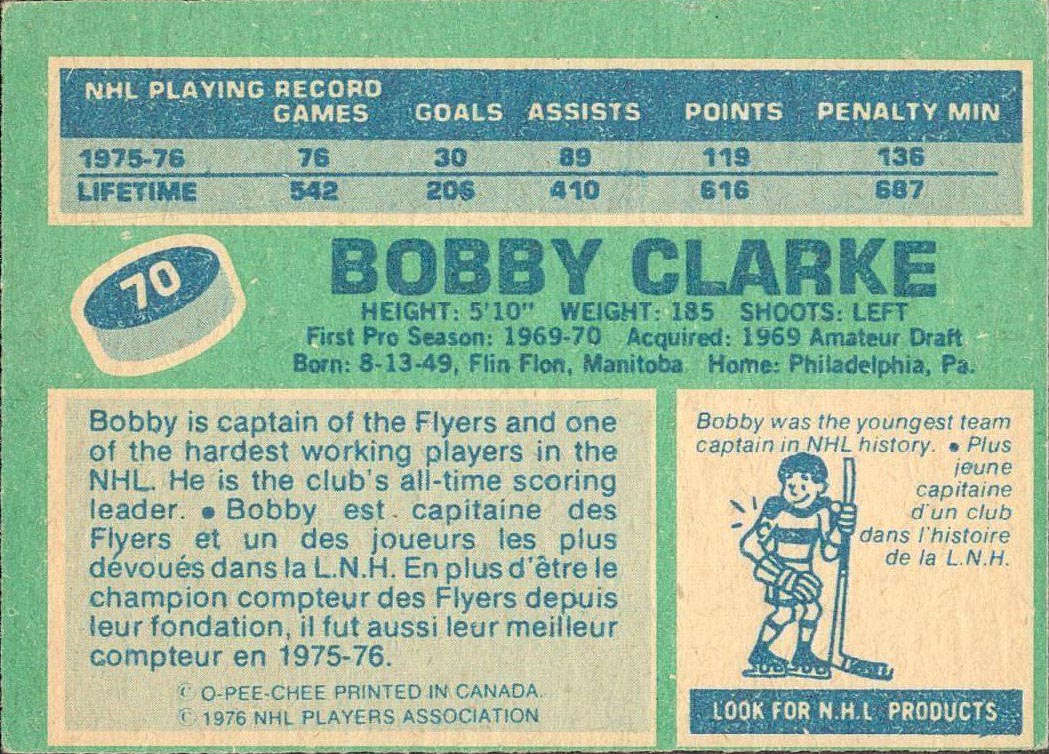 NHL PLAYING RECORD
GAMES GOALS ASSISTS POINTS PENALTY MIN
1975-76 76 30 89 119 136
LIFETIME 542 206 410 616 687
70
BOBBY CLARKE
HEIGHT: 5'10" WEIGHT: 185 SHOOTS: LEFT
First Pro Season: 1969-70 Acquired: 1969 Amateur Draft
Born: 8-13-49, Flin Flon, Manitoba Home: Philadelphia, Pa.
Bobby is captain of the Flyers and one
of the hardest working players in the
NHL. He is the club's all-time scoring
leader. • Bobby est capitaine des
Flyers et un des joueurs les plus
dévoués dans la L.N.H. En plus d'être le
champion compteur des Flyers depuis
leur fondation, il fut aussi leur meilleur
compteur en 1975-76.
© O-PEE-CHEE PRINTED IN CANADA.
© 1976 NHL PLAYERS ASSOCIATION
Bobby was the youngest team
captain in NHL history. • Plus
jeune
capitaine
d'un club
dans l'histoire
de la L.N.H.
C
LOOK FOR N.H.L PRODUCTS